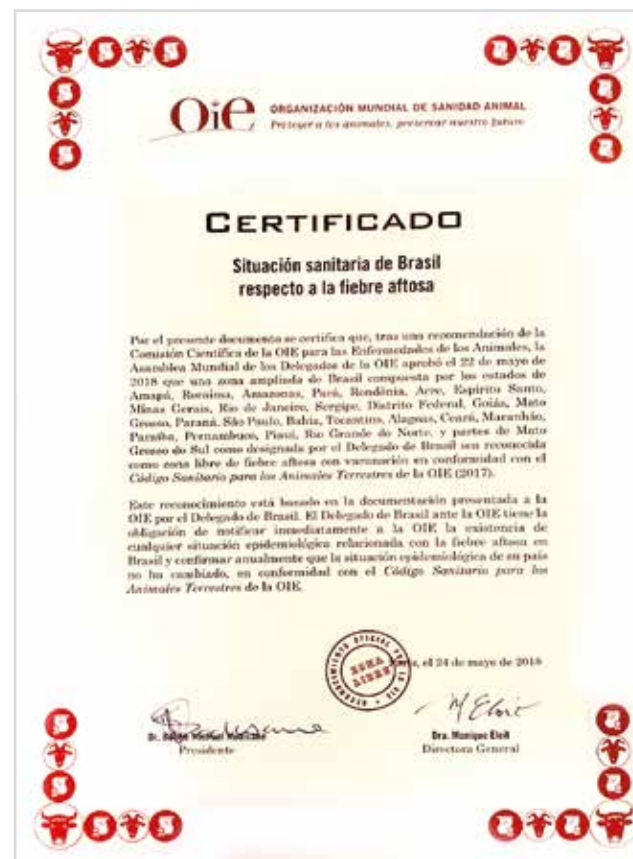 OiE
ORGANIZACIÓN MUNDIAL DE SANIDAD ANIMAL
Proteger a los animales, preservar nuestro futuro
CERTIFICADO
Situación sanitaria de Brasil
respecto a la fiebre aftosa
Por el presente documento se certifica que, tras una recomendación de la
Comisión Científica de la OIE para las Enfermedades de los Animales, la
Asamblea Mundial de los Delegados de la OIE aprobó el 22 de mayo de
2018 que una zona ampliada de Brasil compuesta por los estados de
Amapá, Roraima, Amazonas, Pará, Rondônia, Acre, Espírito Santo,
Minas Gerais, Rio de Janeiro, Sergipe, Distrito Federal, Goiás, Mato
Grosso, Paraná, São Paulo, Bahia, Tocantins, Alagoas, Ceará, Maranhão,
Paraíba, Pernambuco, Piauí, Rio Grande do Norte, y partes de Mato
Grosso do Sul como designada por el Delegado de Brasil sea reconocida
como zona libre de fiebre aftosa con vacunación en conformidad con el
Código Sanitario para los Animales Terrestres de la OIE (2017).
Este reconocimiento está basado en la documentación presentada a la
OIE por el Delegado de Brasil. El Delegado de Brasil ante la OIE tiene la
obligación de notificar inmediatamente a la OIE la existencia de
cualquier situación epidemiológica relacionada con la fiebre aftosa en
Brasil y confirmar anualmente que la situación epidemiológica de su país
no ha cambiado, en conformidad con el Código Sanitario para los
Animales Terrestres de la OIE.
RECONOCIMIENTO OFICIAL POR LA OIE
ZONA
LIBRE
, el 24 de mayo de 2018
M Eloit
Dr.
Dra. Monique Eloit
Presidente
Directora General